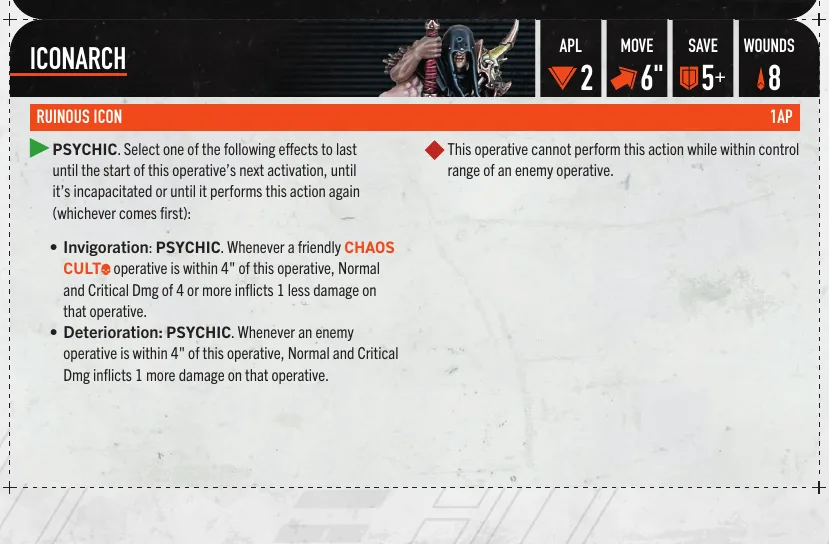 ICONARCH
APL
2
MOVE
6"
SAVE
5+
WOUNDS
8
RUINOUS ICON 1AP
PSYCHIC. Select one of the following effects to last
until the start of this operative’s next activation, until
it’s incapacitated or until it performs this action again
(whichever comes first):
• Invigoration: PSYCHIC. Whenever a friendly CHAOS
CULT operative is within 4" of this operative, Normal
and Critical Dmg of 4 or more inflicts 1 less damage on
that operative.
• Deterioration: PSYCHIC. Whenever an enemy
operative is within 4" of this operative, Normal and Critical
Dmg inflicts 1 more damage on that operative.
This operative cannot perform this action while within control
range of an enemy operative.